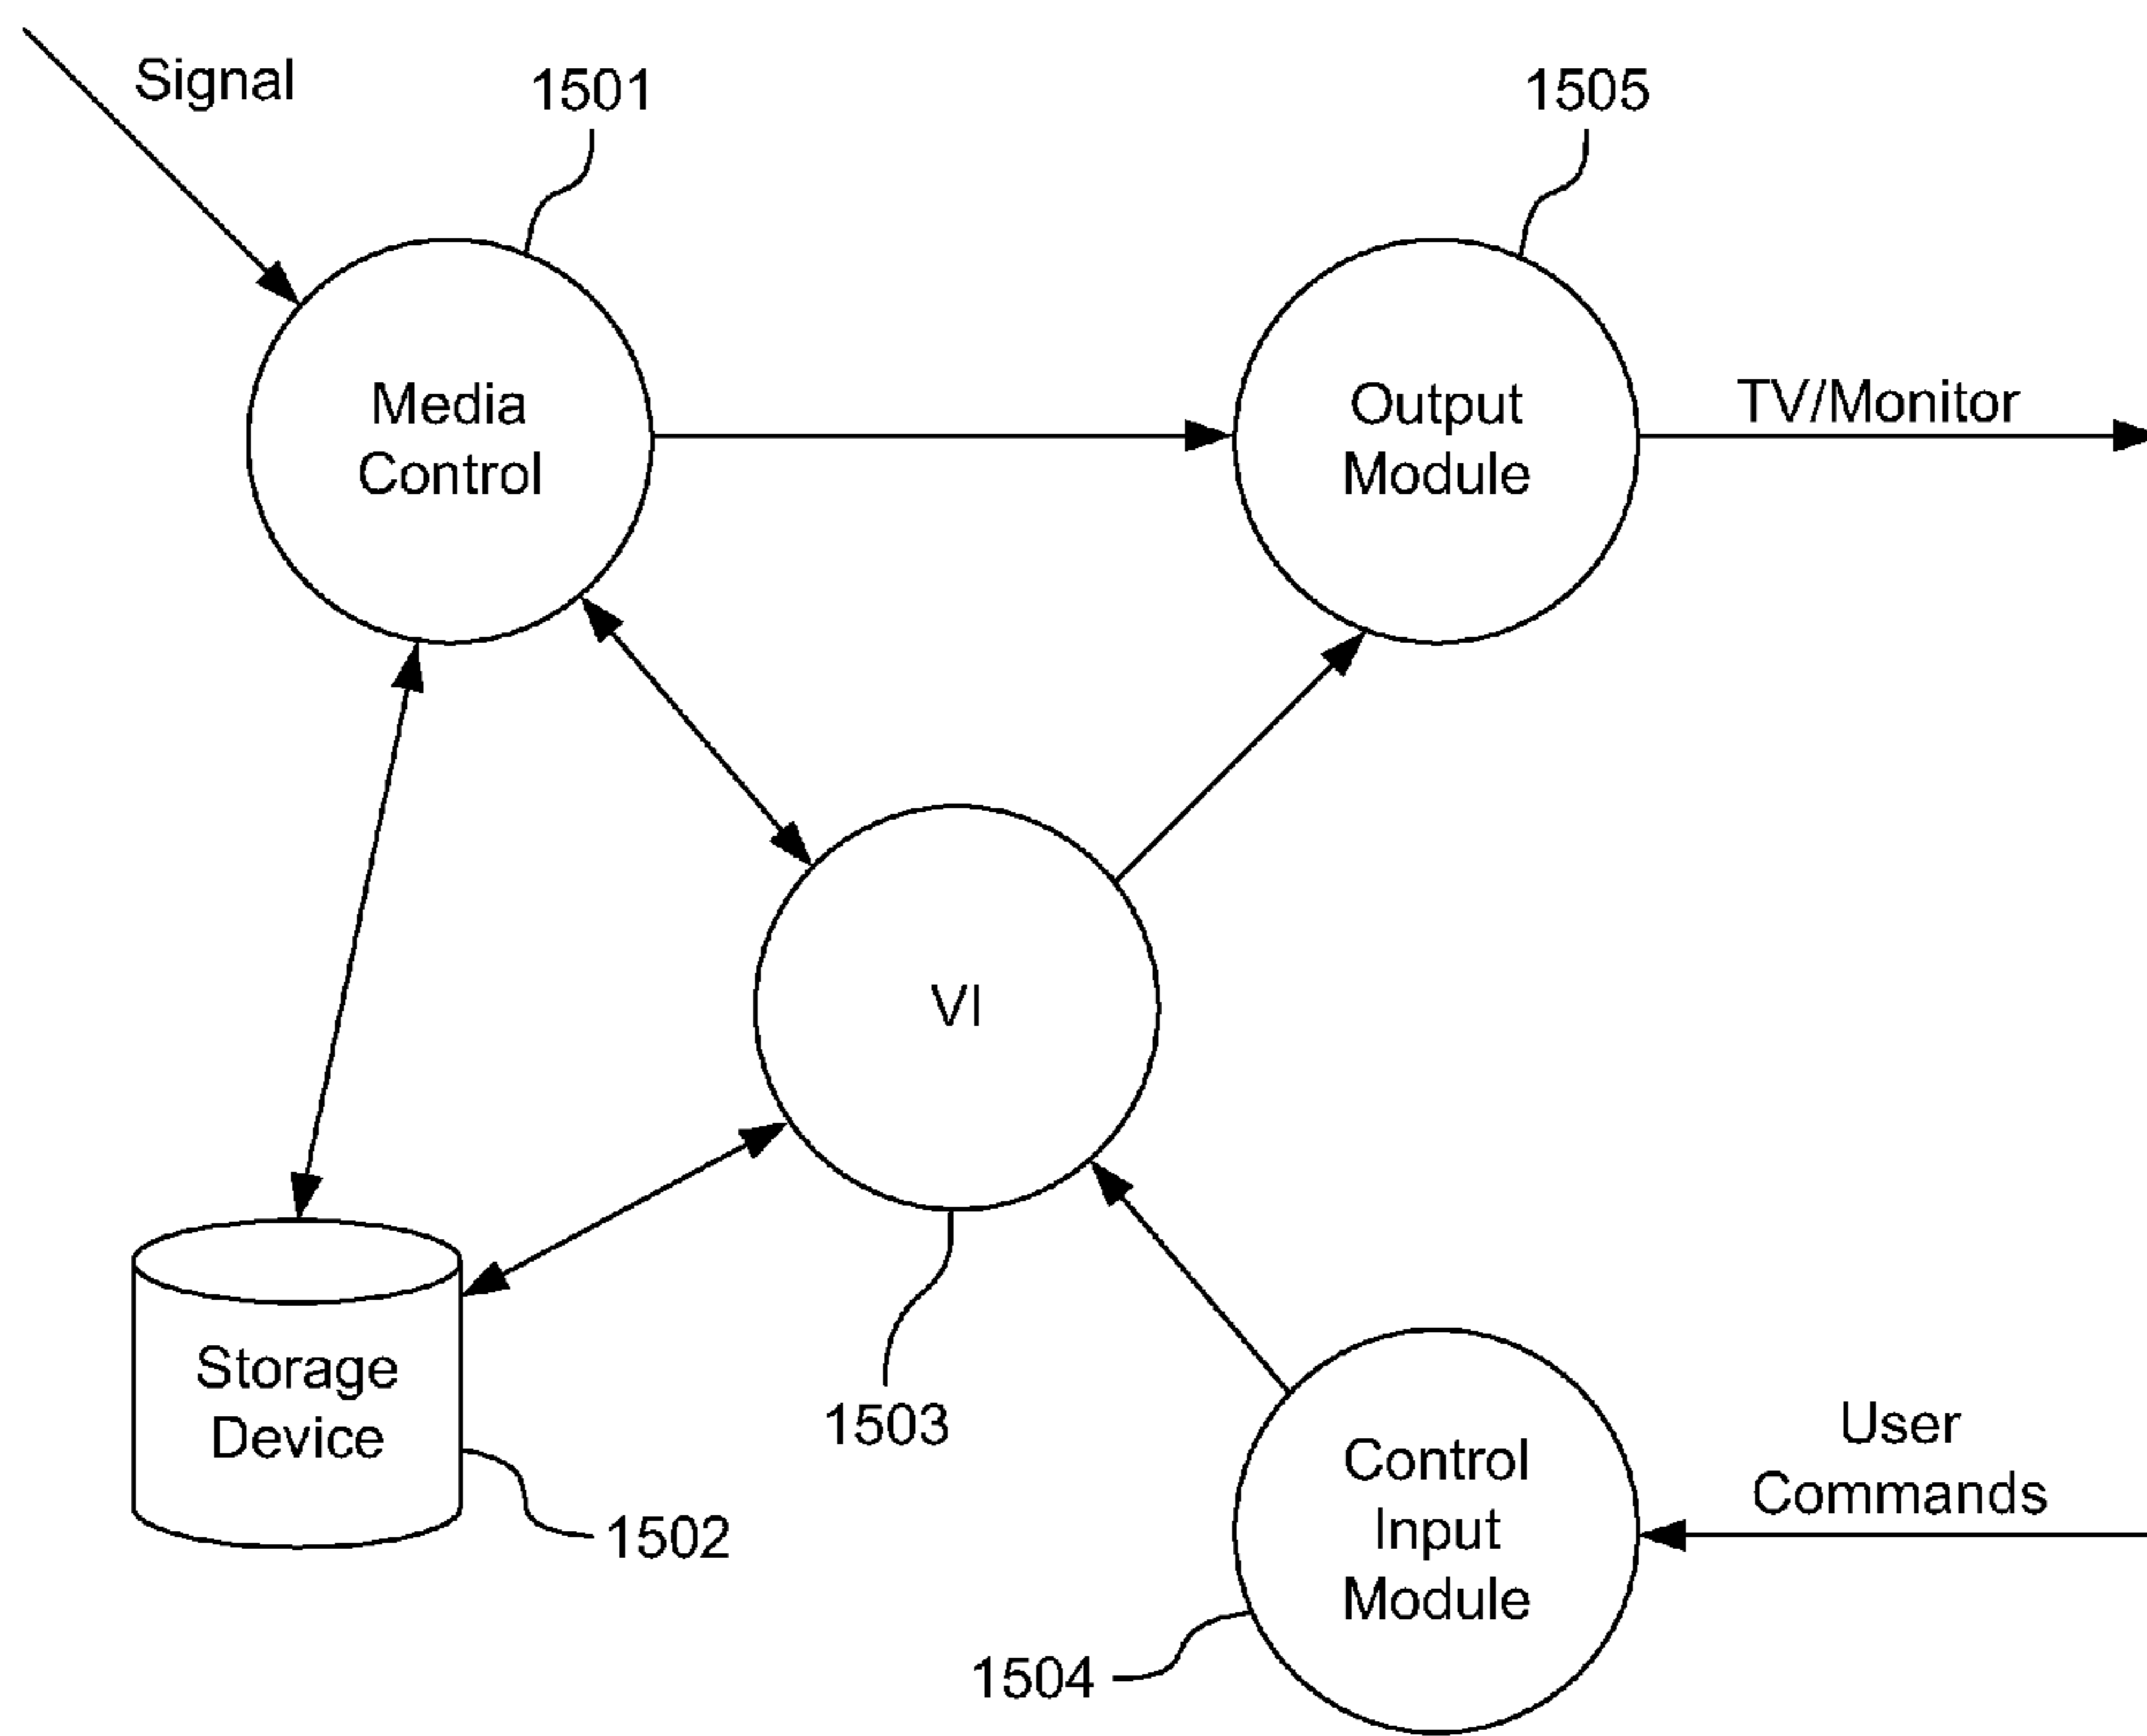 Signal
1501
1505
Media
Control
Output
Module
TV/Monitor
VI
1503
Storage
Device
1502
Control
Input
Module
User
Commands
1504